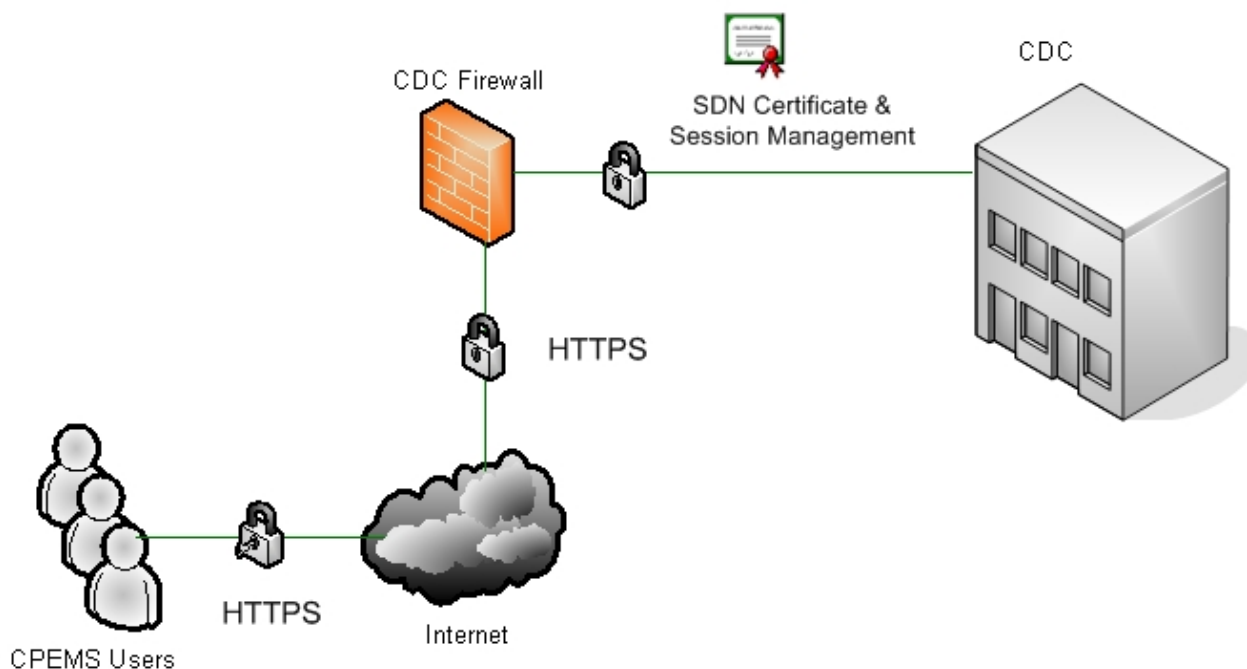 CDC
CDC Firewall
SDN Certificate &
Session Management
HTTPS
HTTPS
Internet
CPEMS Users